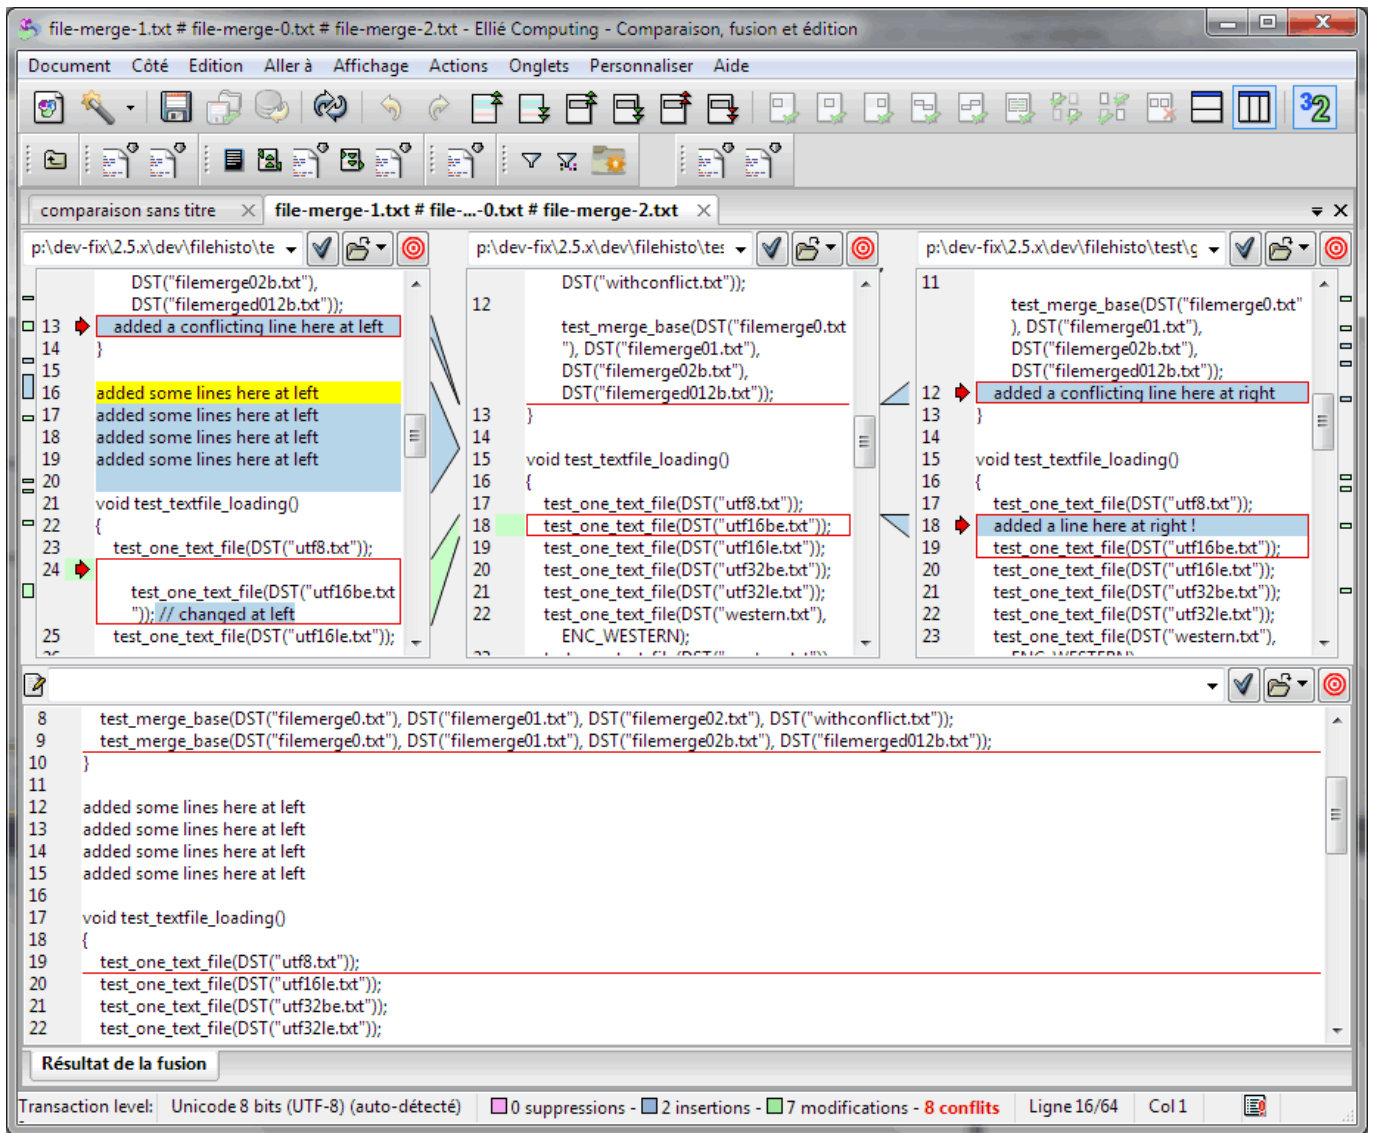 file-merge-1.txt # file-merge-0.txt # file-merge-2.txt - Ellié Computing - Comparaison, fusion et édition
Document Côté Edition Aller à Affichage Actions Onglets Personnaliser Aide
32
comparaison sans titre file-merge-1.txt # file-...-0.txt # file-merge-2.txt
p:\dev-fix\2.5.x\dev\filehisto\te
DST("filemerge02b.txt"),
DST("filemerged012b.txt"));
13 added a conflicting line here at left
14 }
15
16 added some lines here at left
17 added some lines here at left
18 added some lines here at left
19 added some lines here at left
20
21 void test_textfile_loading()
22 {
23 test_one_text_file(DST("utf8.txt"));
24
test_one_text_file(DST("utf16be.txt
")); // changed at left
25 test_one_text_file(DST("utf16le.txt"));
p:\dev-fix\2.5.x\dev\filehisto\tes
DST("withconflict.txt"));
12
test_merge_base(DST("filemerge0.txt
"), DST("filemerge01.txt"),
DST("filemerge02b.txt"),
DST("filemerged012b.txt"));
13 }
14
15 void test_textfile_loading()
16 {
17 test_one_text_file(DST("utf8.txt"));
18 test_one_text_file(DST("utf16be.txt"));
19 test_one_text_file(DST("utf16le.txt"));
20 test_one_text_file(DST("utf32be.txt"));
21 test_one_text_file(DST("utf32le.txt"));
22 test_one_text_file(DST("western.txt"),
ENC_WESTERN);
p:\dev-fix\2.5.x\dev\filehisto\test\g
11
test_merge_base(DST("filemerge0.txt"
), DST("filemerge01.txt"),
DST("filemerge02b.txt"),
DST("filemerged012b.txt"));
12 added a conflicting line here at right
13 }
14
15 void test_textfile_loading()
16 {
17 test_one_text_file(DST("utf8.txt"));
18 added a line here at right !
19 test_one_text_file(DST("utf16be.txt"));
20 test_one_text_file(DST("utf16le.txt"));
21 test_one_text_file(DST("utf32be.txt"));
22 test_one_text_file(DST("utf32le.txt"));
23 test_one_text_file(DST("western.txt"),
8 test_merge_base(DST("filemerge0.txt"), DST("filemerge01.txt"), DST("filemerge02.txt"), DST("withconflict.txt"));
9 test_merge_base(DST("filemerge0.txt"), DST("filemerge01.txt"), DST("filemerge02b.txt"), DST("filemerged012b.txt"));
10 }
11
12 added some lines here at left
13 added some lines here at left
14 added some lines here at left
15 added some lines here at left
16
17 void test_textfile_loading()
18 {
19 test_one_text_file(DST("utf8.txt"));
20 test_one_text_file(DST("utf16le.txt"));
21 test_one_text_file(DST("utf32be.txt"));
22 test_one_text_file(DST("utf32le.txt"));
Résultat de la fusion
Transaction level: Unicode 8 bits (UTF-8) (auto-détecté) 0 suppressions - 2 insertions - 7 modifications - 8 conflits Ligne 16/64 Col 1